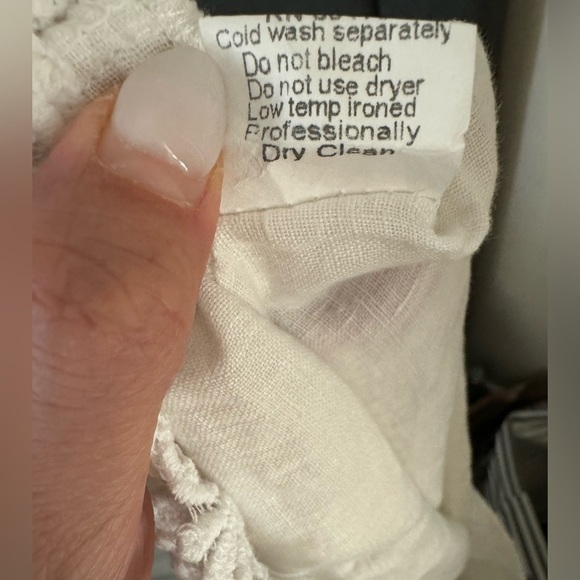 Cold wash separately
Do not bleach
Do not use dryer
Low temp ironed
Professionally
Dry Clean